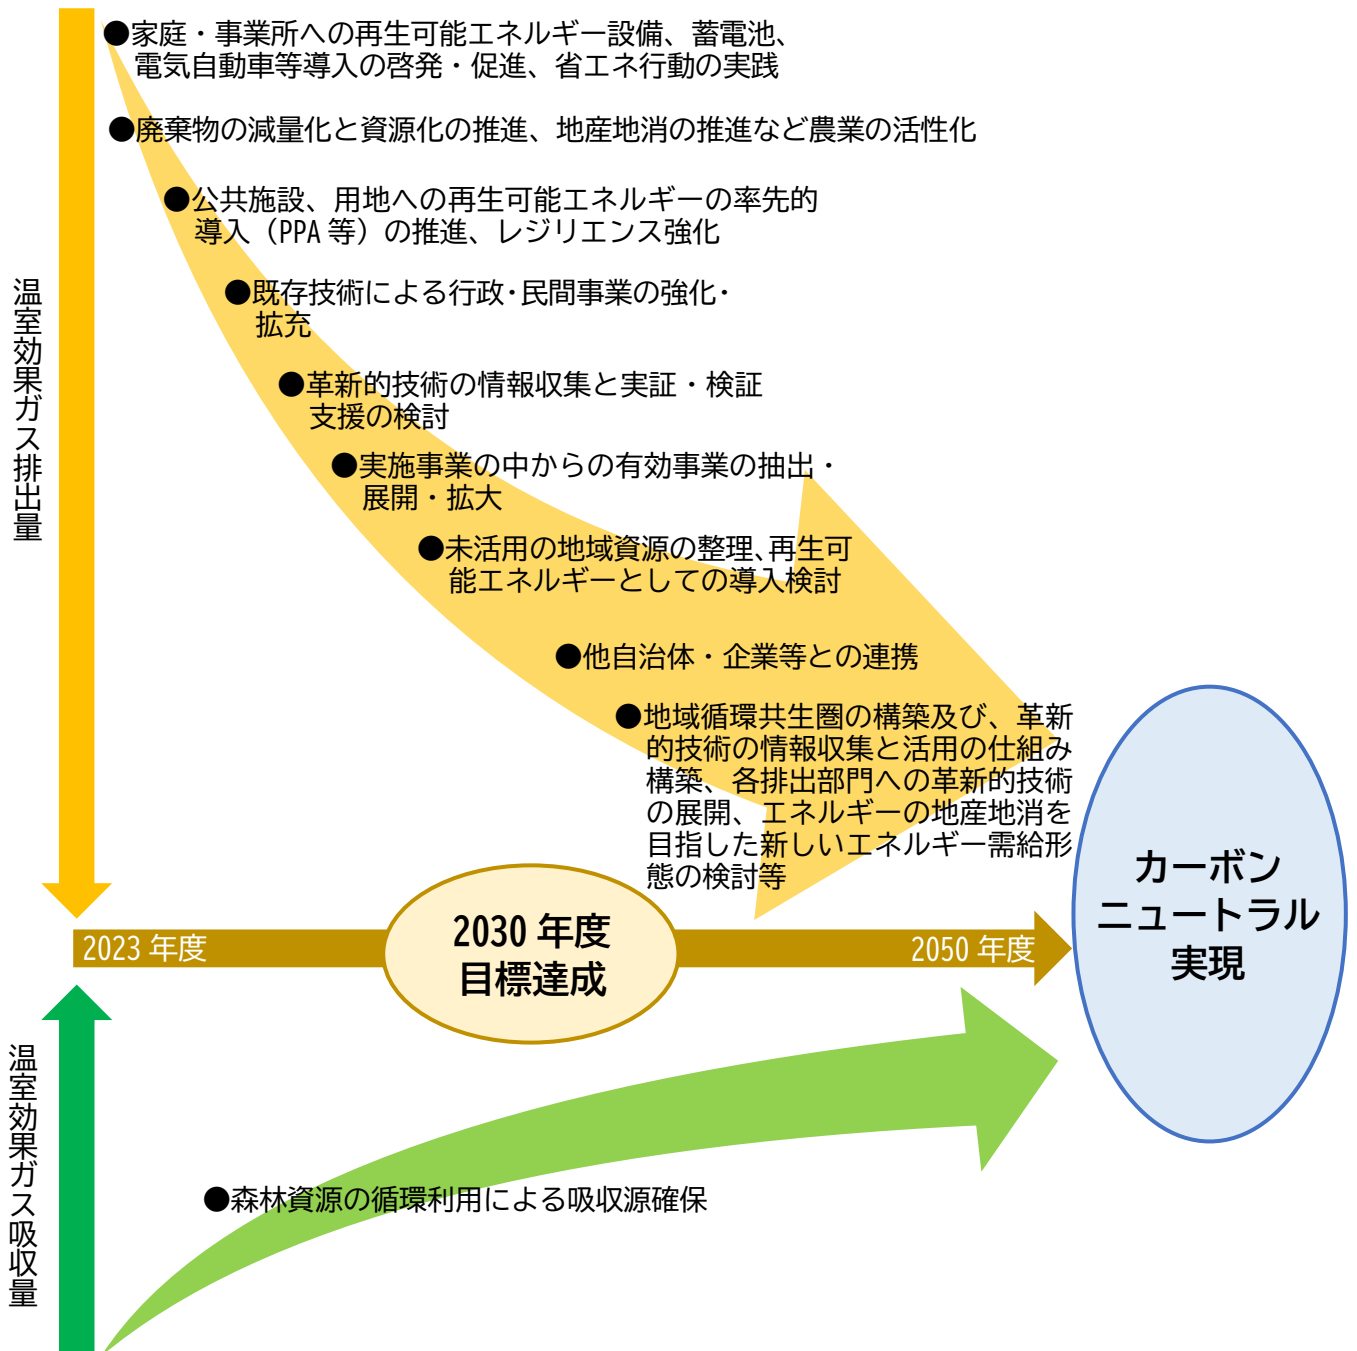 ●家庭・事業所への再生可能エネルギー設備、蓄電池、
電気自動車等導入の啓発・促進、省エネ行動の実践
●廃棄物の減量化と資源化の推進、地産地消の推進など農業の活性化
●公共施設、用地への再生可能エネルギーの率先的
導入（PPA 等）の推進、レジリエンス強化
●既存技術による行政・民間事業の強化・
拡充
●革新的技術の情報収集と実証・検証
支援の検討
●実施事業の中からの有効事業の抽出・
展開・拡大
●未活用の地域資源の整理、再生可
能エネルギーとしての導入検討
●他自治体・企業等との連携
●地域循環共生圏の構築及び、革新
的技術の情報収集と活用の仕組み
構築、各排出部門への革新的技術
の展開、エネルギーの地産地消を
目指した新しいエネルギー需給形
態の検討等
温室効果ガス排出量
2023 年度
2030 年度
目標達成
2050 年度
カーボン
ニュートラル
実現
温室効果ガス吸収量
●森林資源の循環利用による吸収源確保